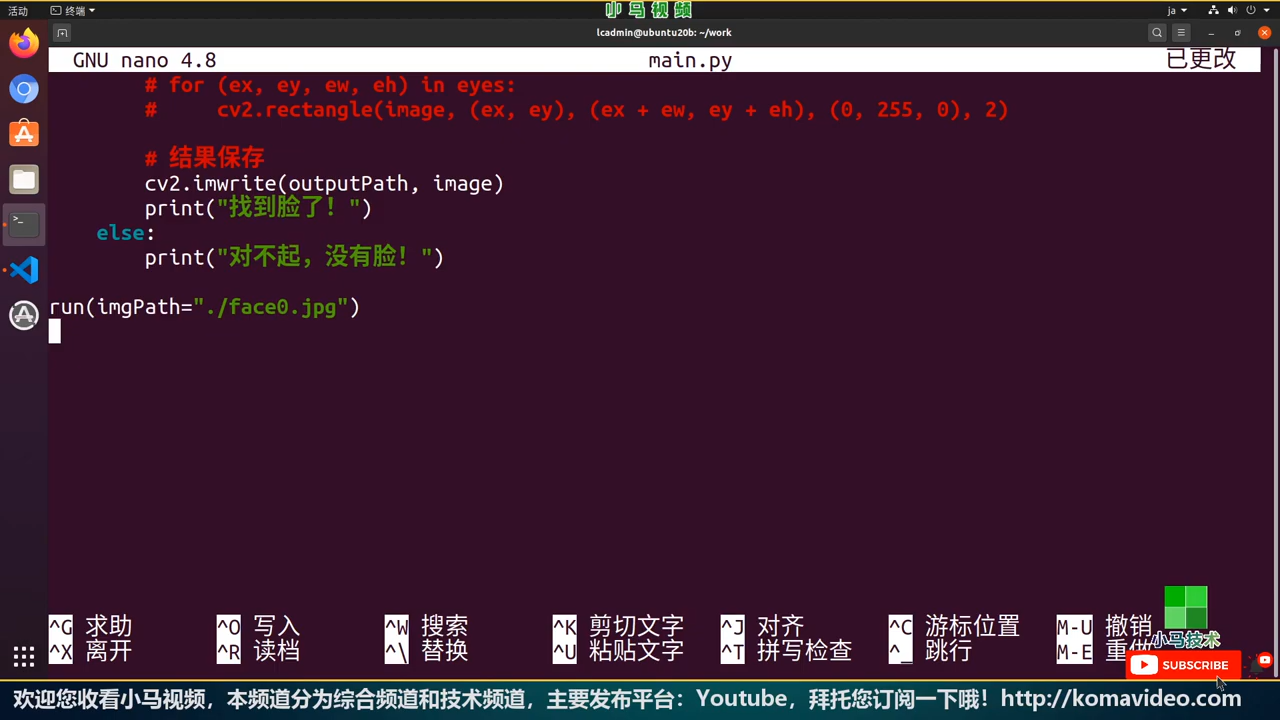 活动 终端 小马视频 ja
lcadmin@ubuntu20b: ~/work
GNU nano 4.8 main.py 已更改
# for (ex, ey, ew, eh) in eyes:
#     cv2.rectangle(image, (ex, ey), (ex + ew, ey + eh), (0, 255, 0), 2)
# 结果保存
cv2.imwrite(outputPath, image)
print("找到脸了！")
else:
print("对不起，没有脸！")
run(imgPath="./face0.jpg")
^G 求助 ^O 写入 ^W 搜索 ^K 剪切文字 ^J 对齐 ^C 游标位置 M-U 撤销
^X 离开 ^R 读档 ^\ 替换 ^U 粘贴文字 ^T 拼写检查 ^_ 跳行 M-E 重做
小马技术
SUBSCRIBE
欢迎您收看小马视频，本频道分为综合频道和技术频道，主要发布平台：Youtube，拜托您订阅一下哦！http://komavideo.com